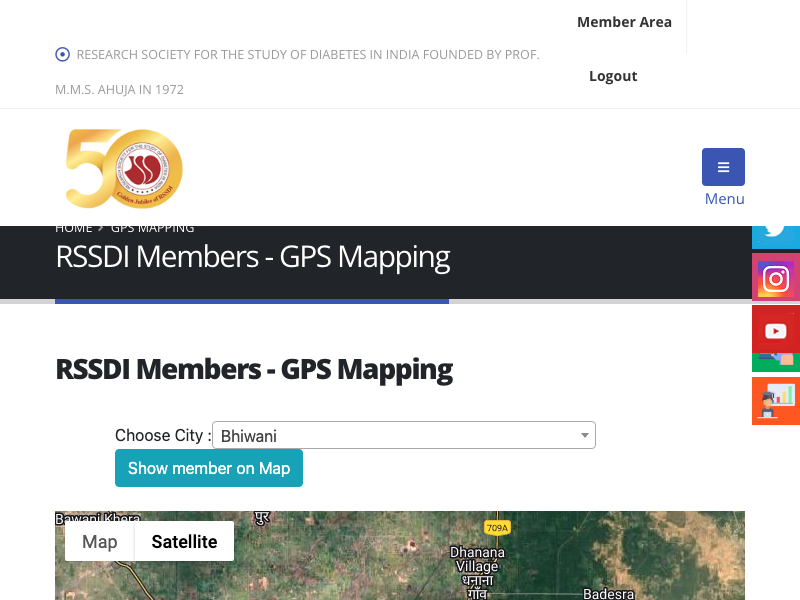 Member Area
RESEARCH SOCIETY FOR THE STUDY OF DIABETES IN INDIA FOUNDED BY PROF.
M.M.S. AHUJA IN 1972
Logout
50
Golden Jubilee of RSSDI
Menu
HOME > GPS MAPPING
RSSDI Members - GPS Mapping
RSSDI Members - GPS Mapping
Choose City :
Bhiwani
Show member on Map
Bawani Khera
पुर
Map
Satellite
709A
Dhanana
Village
धनाना
गाँव
Badesra